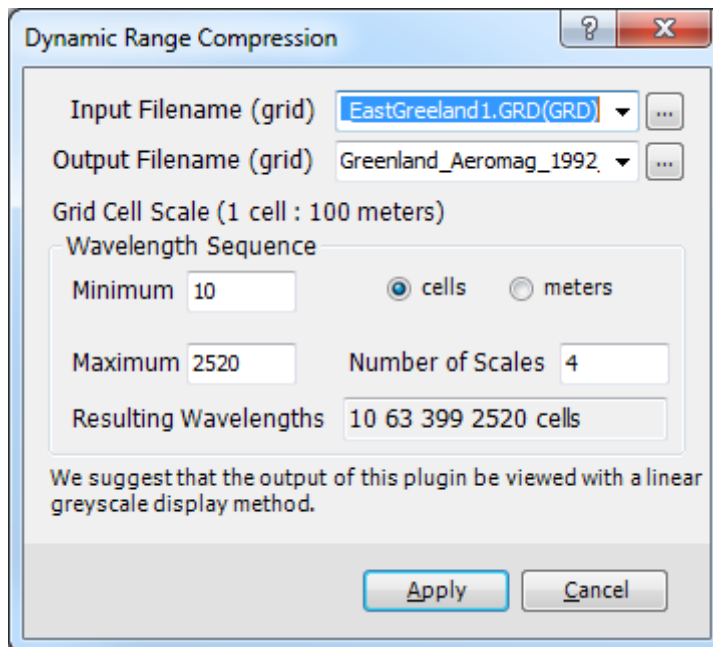 Dynamic Range Compression
Input Filename (grid) _EastGreeland1.GRD(GRD) ...
Output Filename (grid) Greenland_Aeromag_1992_ ...
Grid Cell Scale (1 cell : 100 meters)
Wavelength Sequence
Minimum 10 cells meters
Maximum 2520 Number of Scales 4
Resulting Wavelengths 10 63 399 2520 cells
We suggest that the output of this plugin be viewed with a linear
greyscale display method.
Apply Cancel